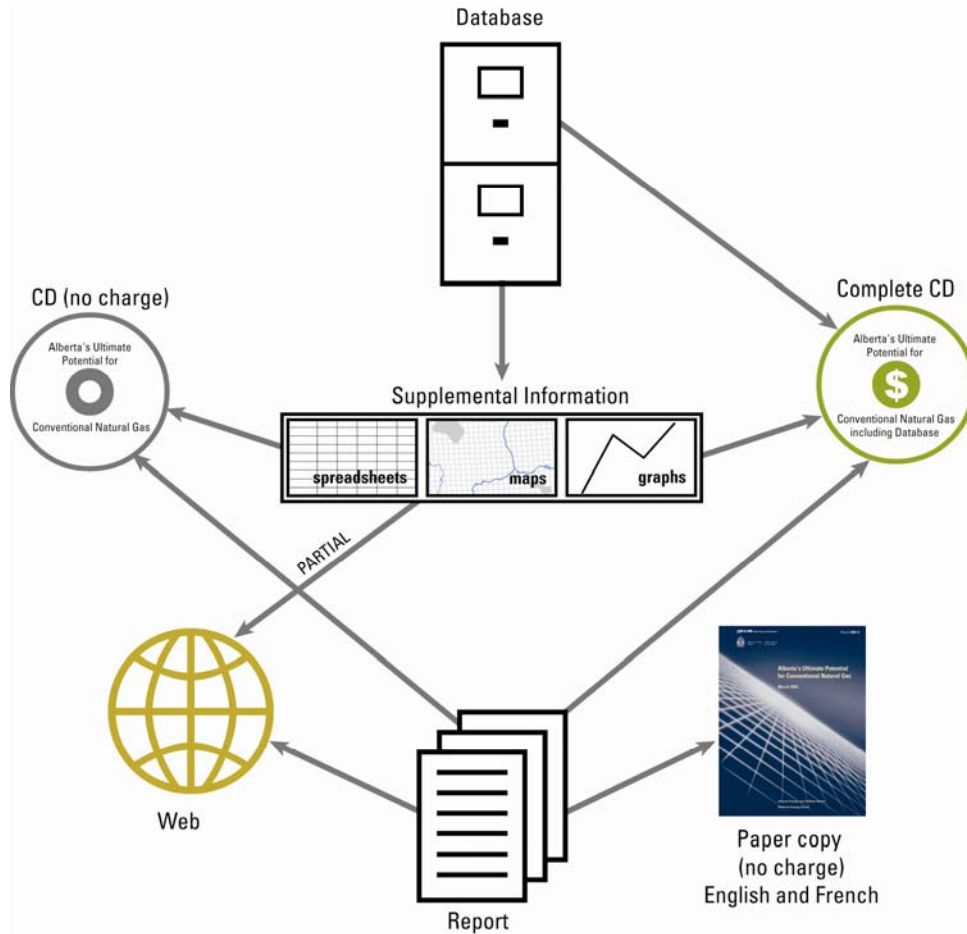 Database
CD (no charge)
Alberta's Ultimate
Potential for
Conventional Natural Gas
Complete CD
Alberta's Ultimate
Potential for
$
Conventional Natural Gas
including Database
Supplemental Information
spreadsheets
maps
graphs
PARTIAL
Web
Report
Alberta's Ultimate Potential
for Conventional Natural Gas
Paper copy
(no charge)
English and French